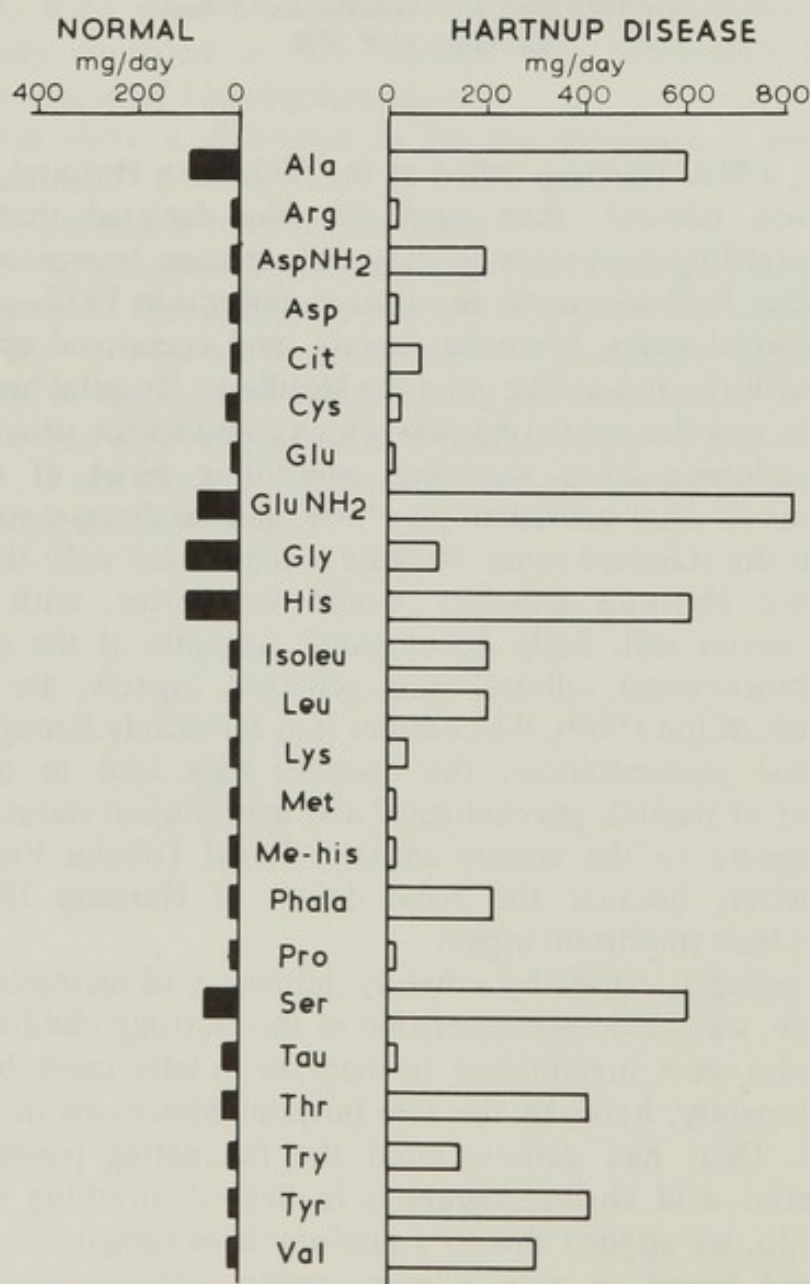 NORMAL HARTNUP DISEASE
mg/day mg/day
400 200 0 0 200 400 600 800
Ala
Arg
AspNH2
Asp
Cit
Cys
Glu
GluNH2
Gly
His
Isoleu
Leu
Lys
Met
Me-his
Phala
Pro
Ser
Tau
Thr
Try
Tyr
Val